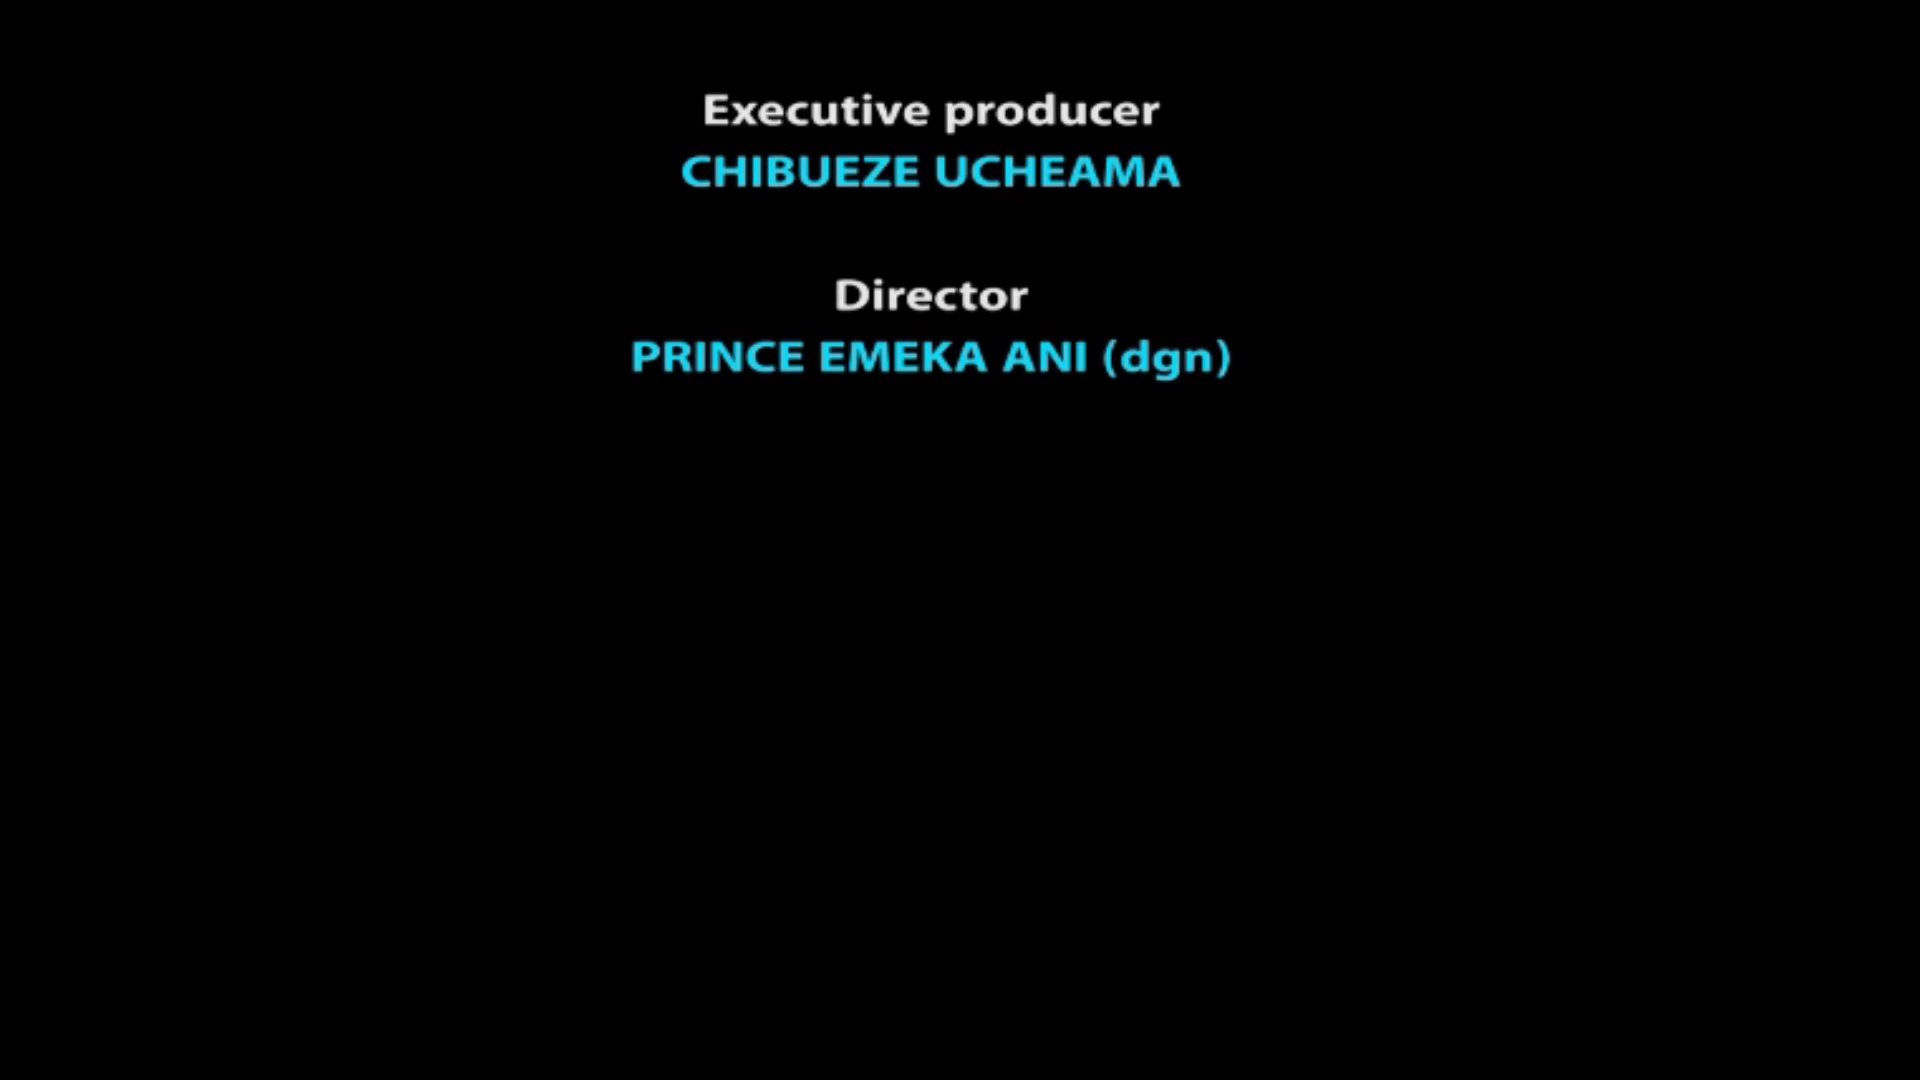 Executive producer
CHIBUEZE UCHEAMA
Director
PRINCE EMEKA ANI (dgn)